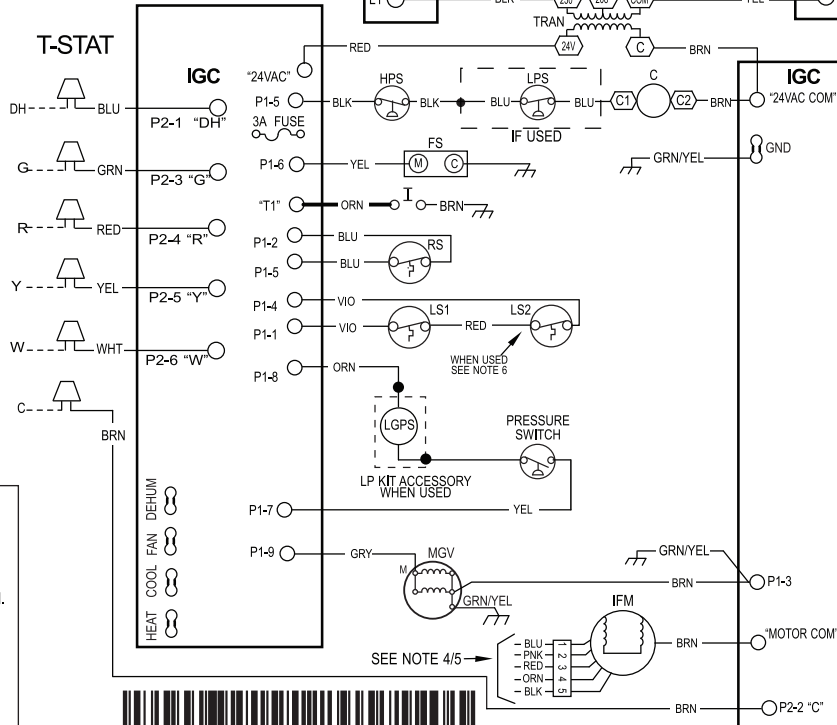 L1
BLK
230
208
COM
YEL
TRAN
24V
C
BRN
RED
T-STAT
IGC
"24VAC"
IGC
"24VAC COM"
DH
BLU
P2-1 "DH"
P1-5
BLK
HPS
BLK
BLU
LPS
BLU
C1
C
C2
BRN
IF USED
3A FUSE
FS
GRN/YEL
GND
G
GRN
P2-3 "G"
P1-6
YEL
M
C
"T1"
ORN
I
BRN
R
RED
P2-4 "R"
P1-2
BLU
RS
P1-5
BLU
Y
YEL
P2-5 "Y"
P1-4
VIO
LS1
RED
LS2
P1-1
VIO
W
WHT
P2-6 "W"
WHEN USED
SEE NOTE 6
P1-8
ORN
C
BRN
LGPS
PRESSURE
SWITCH
LP KIT ACCESSORY
WHEN USED
DEHUM
P1-7
YEL
FAN
P1-9
GRY
MGV
M
GRN/YEL
COOL
BRN
P1-3
HEAT
GRN/YEL
IFM
SEE NOTE 4/5
BLU 1
PNK 2
RED 3
ORN 4
BLK 5
BRN
"MOTOR COM"
BRN
P2-2 "C"